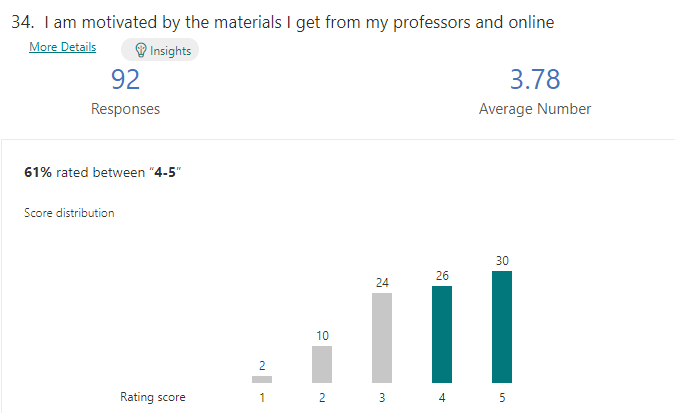 34. I am motivated by the materials I get from my professors and online
More Details Insights
92 3.78
Responses Average Number
61% rated between "4-5"
Score distribution
30
26
24
10
2
Rating score 1 2 3 4 5